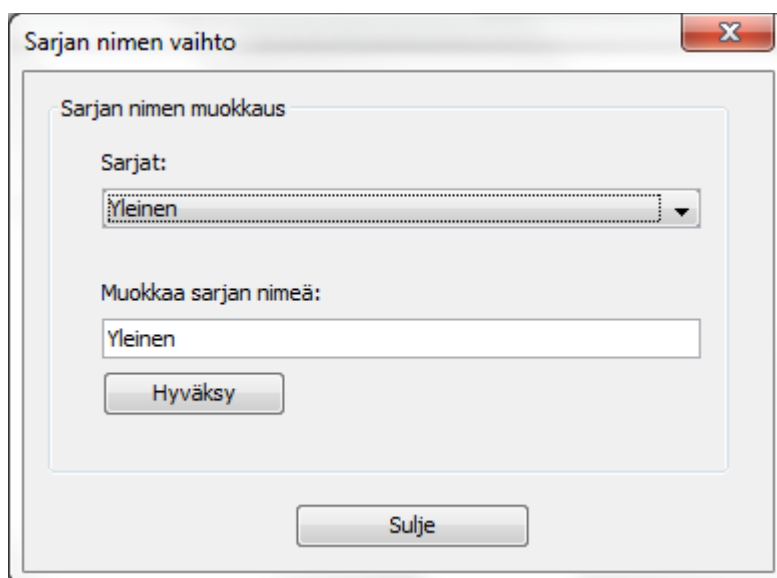 Sarjan nimen vaihto
Sarjan nimen muokkaus
Sarjat:
Yleinen
Muokkaa sarjan nimeä:
Yleinen
Hyväksy
Sulje